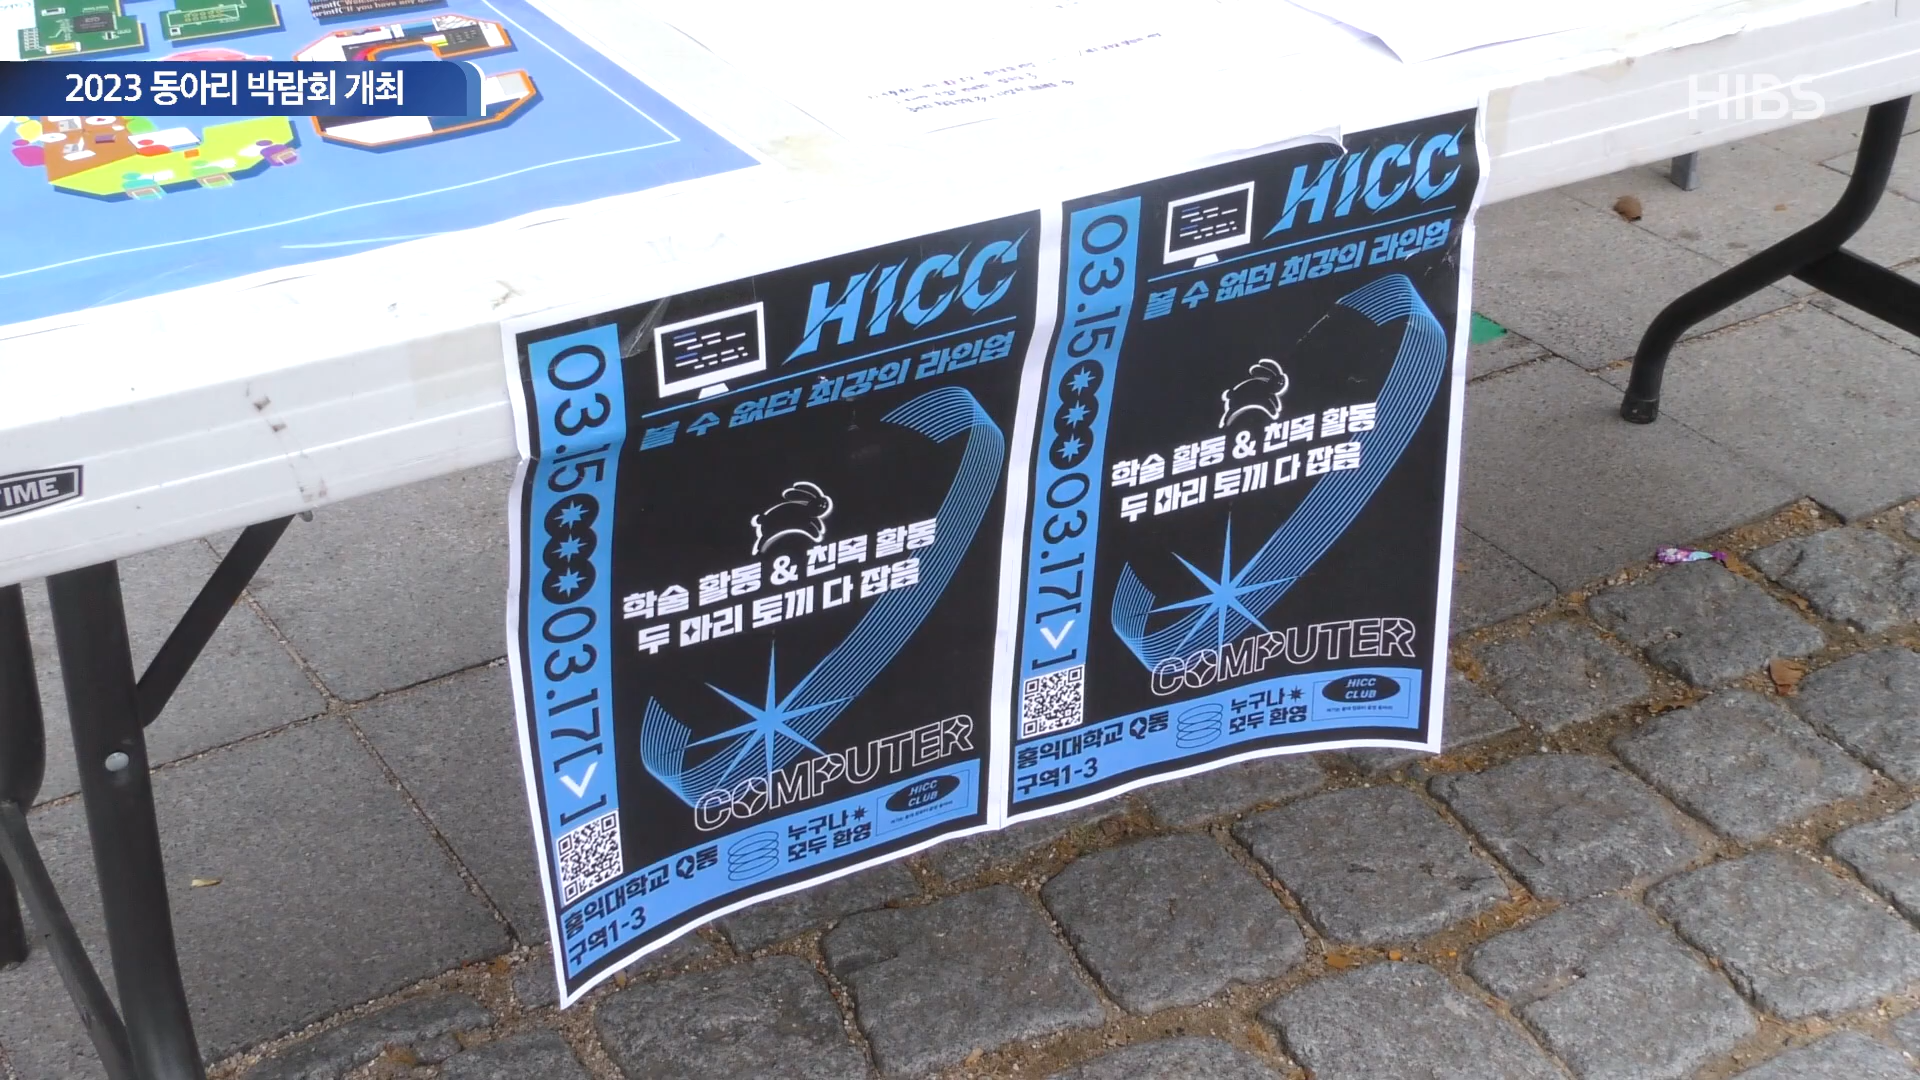 2023 동아리 박람회 개최
HIBS
TIME
HICC
볼 수 없던 최강의 라인업
03.15
03.17[>]
학술 활동 & 친목 활동
두 마리 토끼 다 잡음
COMPUTER
홍익대학교 Q동
구역1-3
누구나
모두 환영
HICC
CLUB
HICC
볼 수 없던 최강의 라인업
03.15
03.17[>]
학술 활동 & 친목 활동
두 마리 토끼 다 잡음
COMPUTER
홍익대학교 Q동
구역1-3
누구나
모두 환영
HICC
CLUB